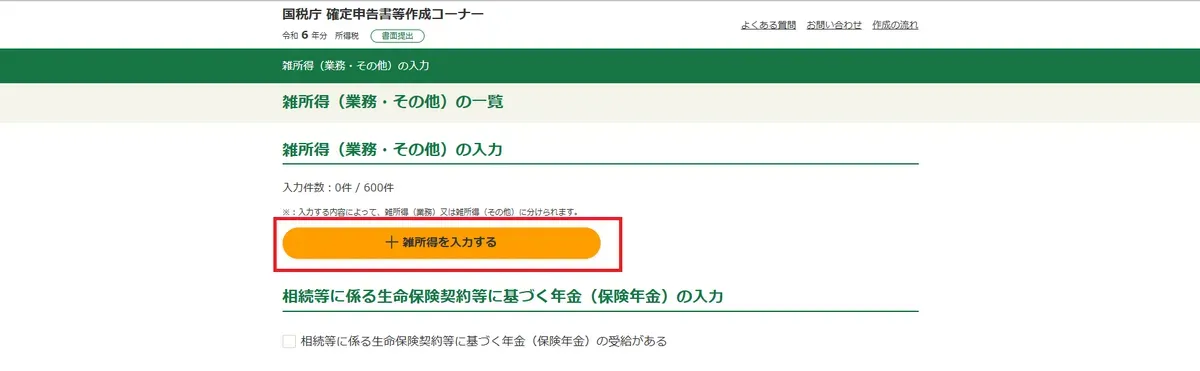 国税庁 確定申告書等作成コーナー
よくある質問 お問い合わせ 作成の流れ
令和 6 年分 所得税 書面提出
雑所得（業務・その他）の入力
雑所得（業務・その他）の一覧
雑所得（業務・その他）の入力
入力件数：0件 / 600件
※：入力する内容によって、雑所得（業務）又は雑所得（その他）に分けられます。
＋雑所得を入力する
相続等に係る生命保険契約等に基づく年金（保険年金）の入力
相続等に係る生命保険契約等に基づく年金（保険年金）の受給がある